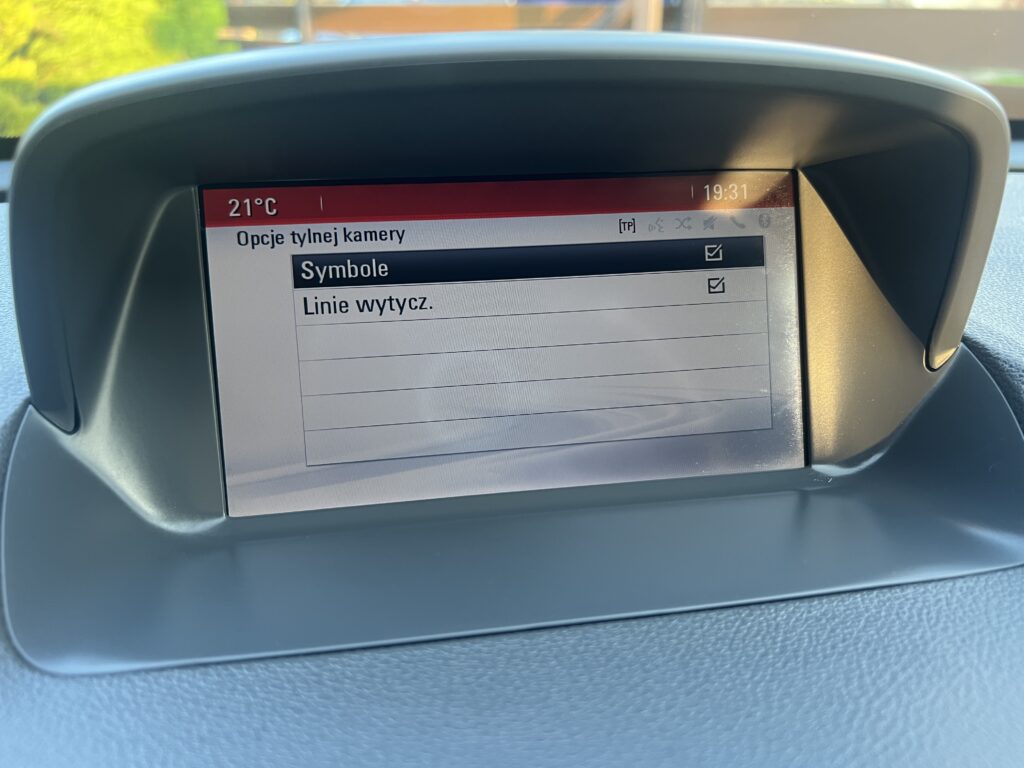 21°C 19:31
Opcje tylnej kamery [TP]
Symbole
Linie wytycz.